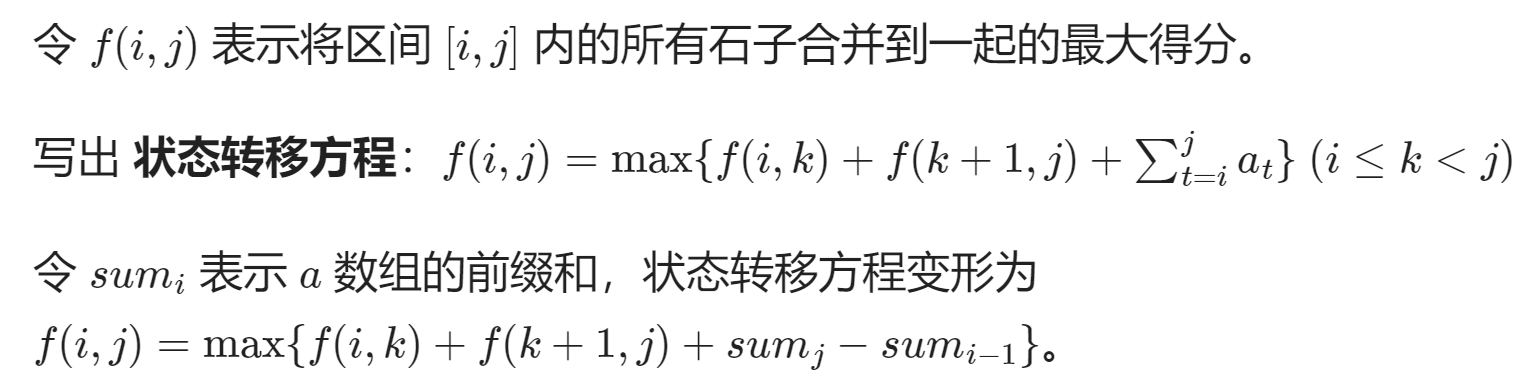 令 f(i, j) 表示将区间 [i, j] 内的所有石子合并到一起的最大得分。
写出 状态转移方程：f(i, j) = max{f(i, k) + f(k + 1, j) + ∑_{t=i}^{j} a_t} (i ≤ k < j)
令 sum_i 表示 a 数组的前缀和，状态转移方程变形为
f(i, j) = max{f(i, k) + f(k + 1, j) + sum_j − sum_{i−1}}。